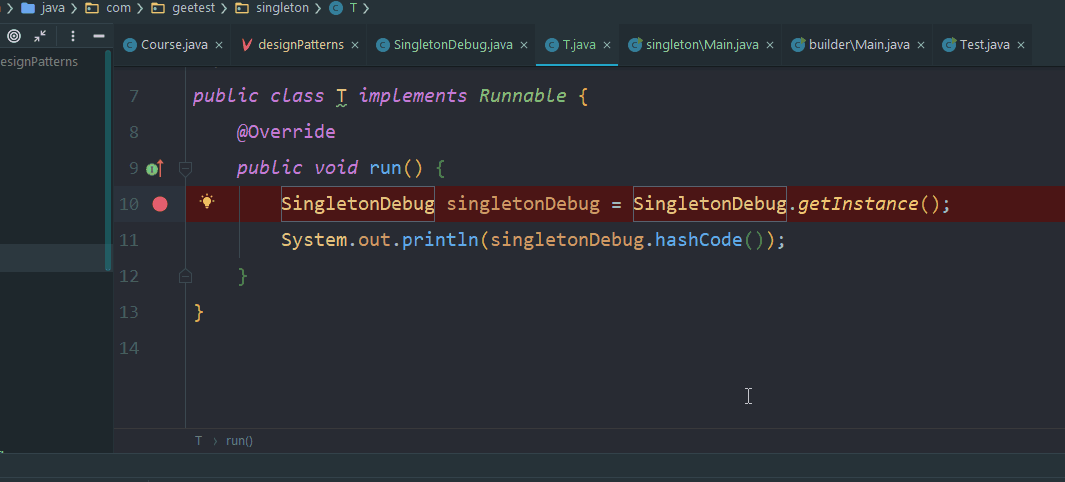 java > com > geetest > singleton > T >
Course.java × designPatterns × SingletonDebug.java × T.java × singleton\Main.java × builder\Main.java × Test.java ×
esignPatterns
7 public class T implements Runnable {
8 @Override
9 public void run() {
10 SingletonDebug singletonDebug = SingletonDebug.getInstance();
11 System.out.println(singletonDebug.hashCode());
12 }
13 }
14
T > run()